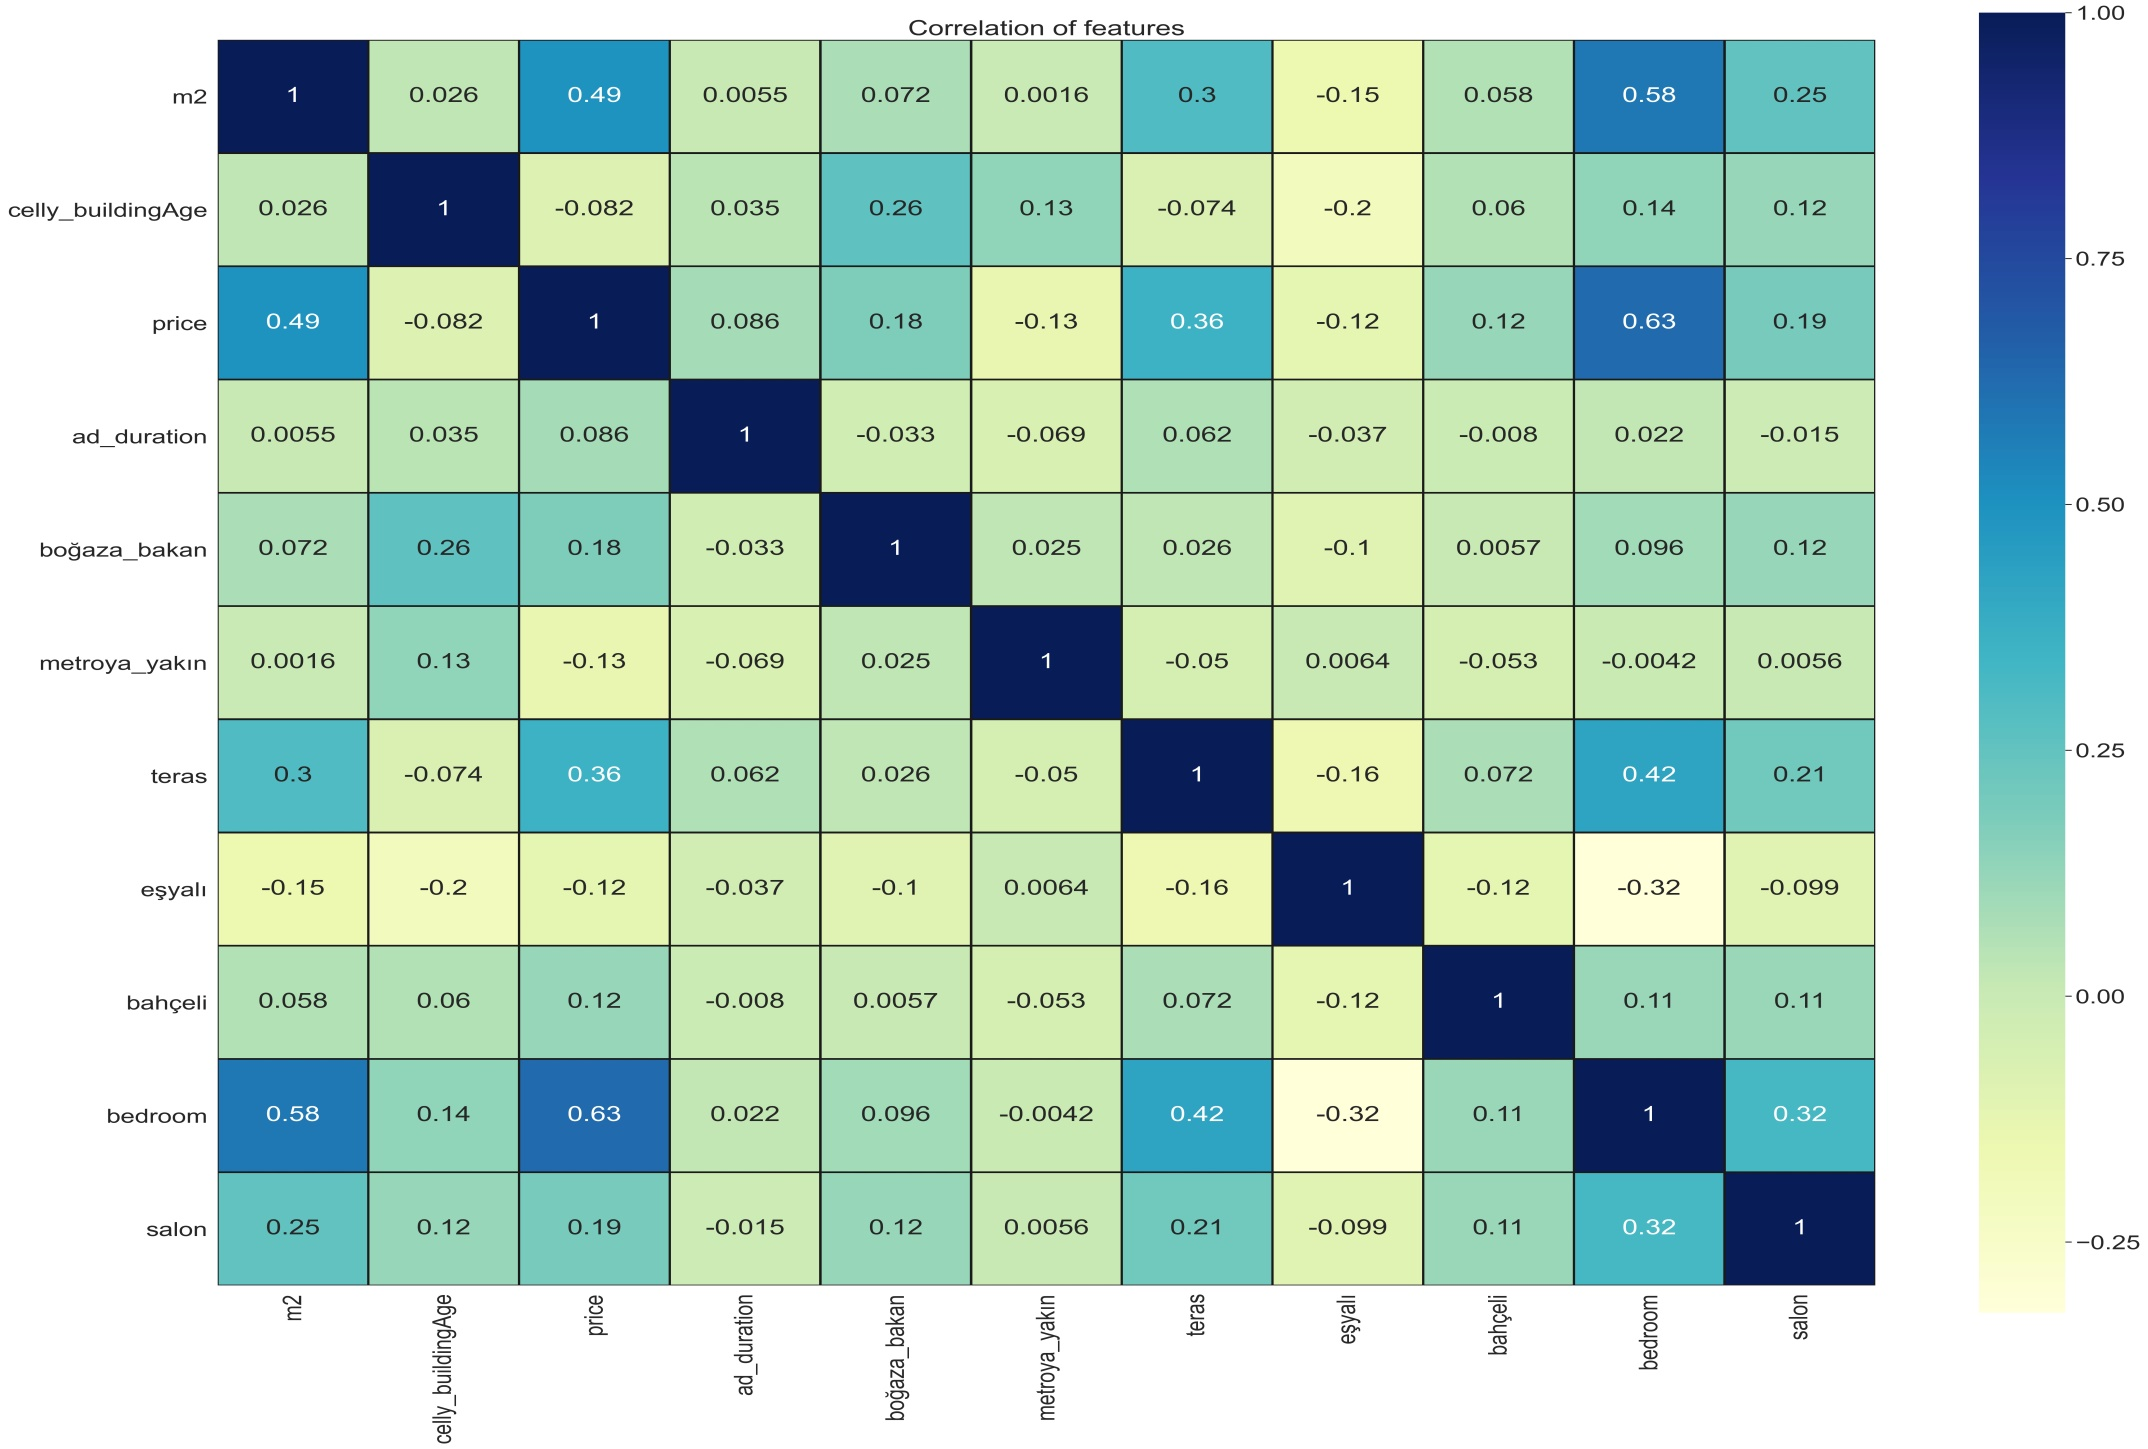 Correlation of features
m2 1 0.026 0.49 0.0055 0.072 0.0016 0.3 -0.15 0.058 0.58 0.25
celly_buildingAge 0.026 1 -0.082 0.035 0.26 0.13 -0.074 -0.2 0.06 0.14 0.12
price 0.49 -0.082 1 0.086 0.18 -0.13 0.36 -0.12 0.12 0.63 0.19
ad_duration 0.0055 0.035 0.086 1 -0.033 -0.069 0.062 -0.037 -0.008 0.022 -0.015
boğaza_bakan 0.072 0.26 0.18 -0.033 1 0.025 0.026 -0.1 0.0057 0.096 0.12
metroya_yakın 0.0016 0.13 -0.13 -0.069 0.025 1 -0.05 0.0064 -0.053 -0.0042 0.0056
teras 0.3 -0.074 0.36 0.062 0.026 -0.05 1 -0.16 0.072 0.42 0.21
eşyalı -0.15 -0.2 -0.12 -0.037 -0.1 0.0064 -0.16 1 -0.12 -0.32 -0.099
bahçeli 0.058 0.06 0.12 -0.008 0.0057 -0.053 0.072 -0.12 1 0.11 0.11
bedroom 0.58 0.14 0.63 0.022 0.096 -0.0042 0.42 -0.32 0.11 1 0.32
salon 0.25 0.12 0.19 -0.015 0.12 0.0056 0.21 -0.099 0.11 0.32 1
m2 celly_buildingAge price ad_duration boğaza_bakan metroya_yakın teras eşyalı bahçeli bedroom salon
1.00
0.75
0.50
0.25
0.00
−0.25